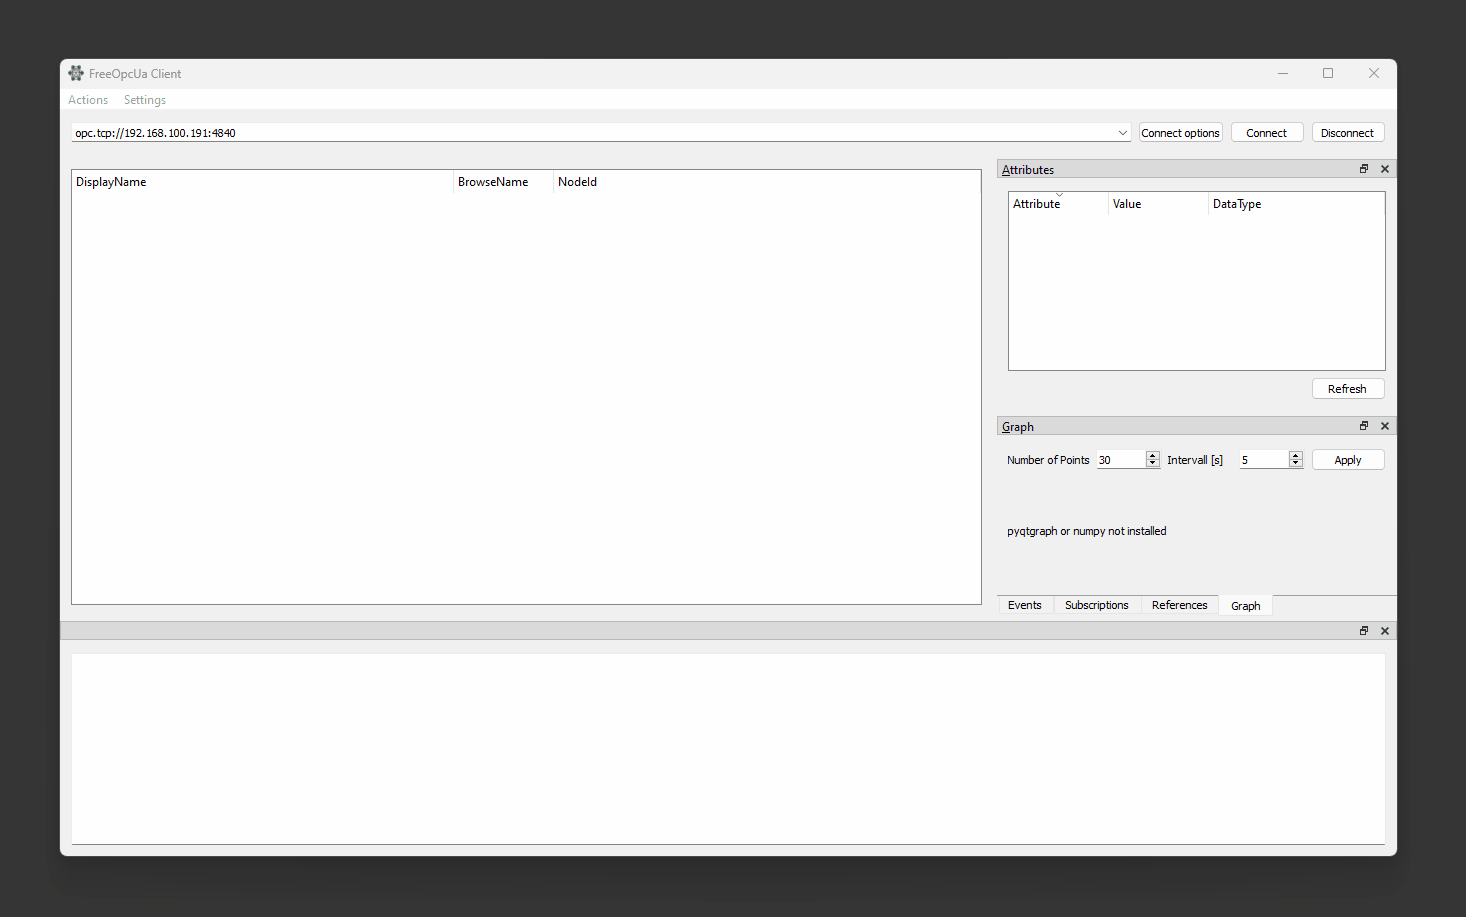 FreeOpcUa Client
Actions Settings
opc.tcp://192.168.100.191:4840
Connect options Connect Disconnect
DisplayName BrowseName NodeId
Attributes
Attribute Value DataType
Refresh
Graph
Number of Points 30 Intervall [s] 5 Apply
pyqtgraph or numpy not installed
Events Subscriptions References Graph